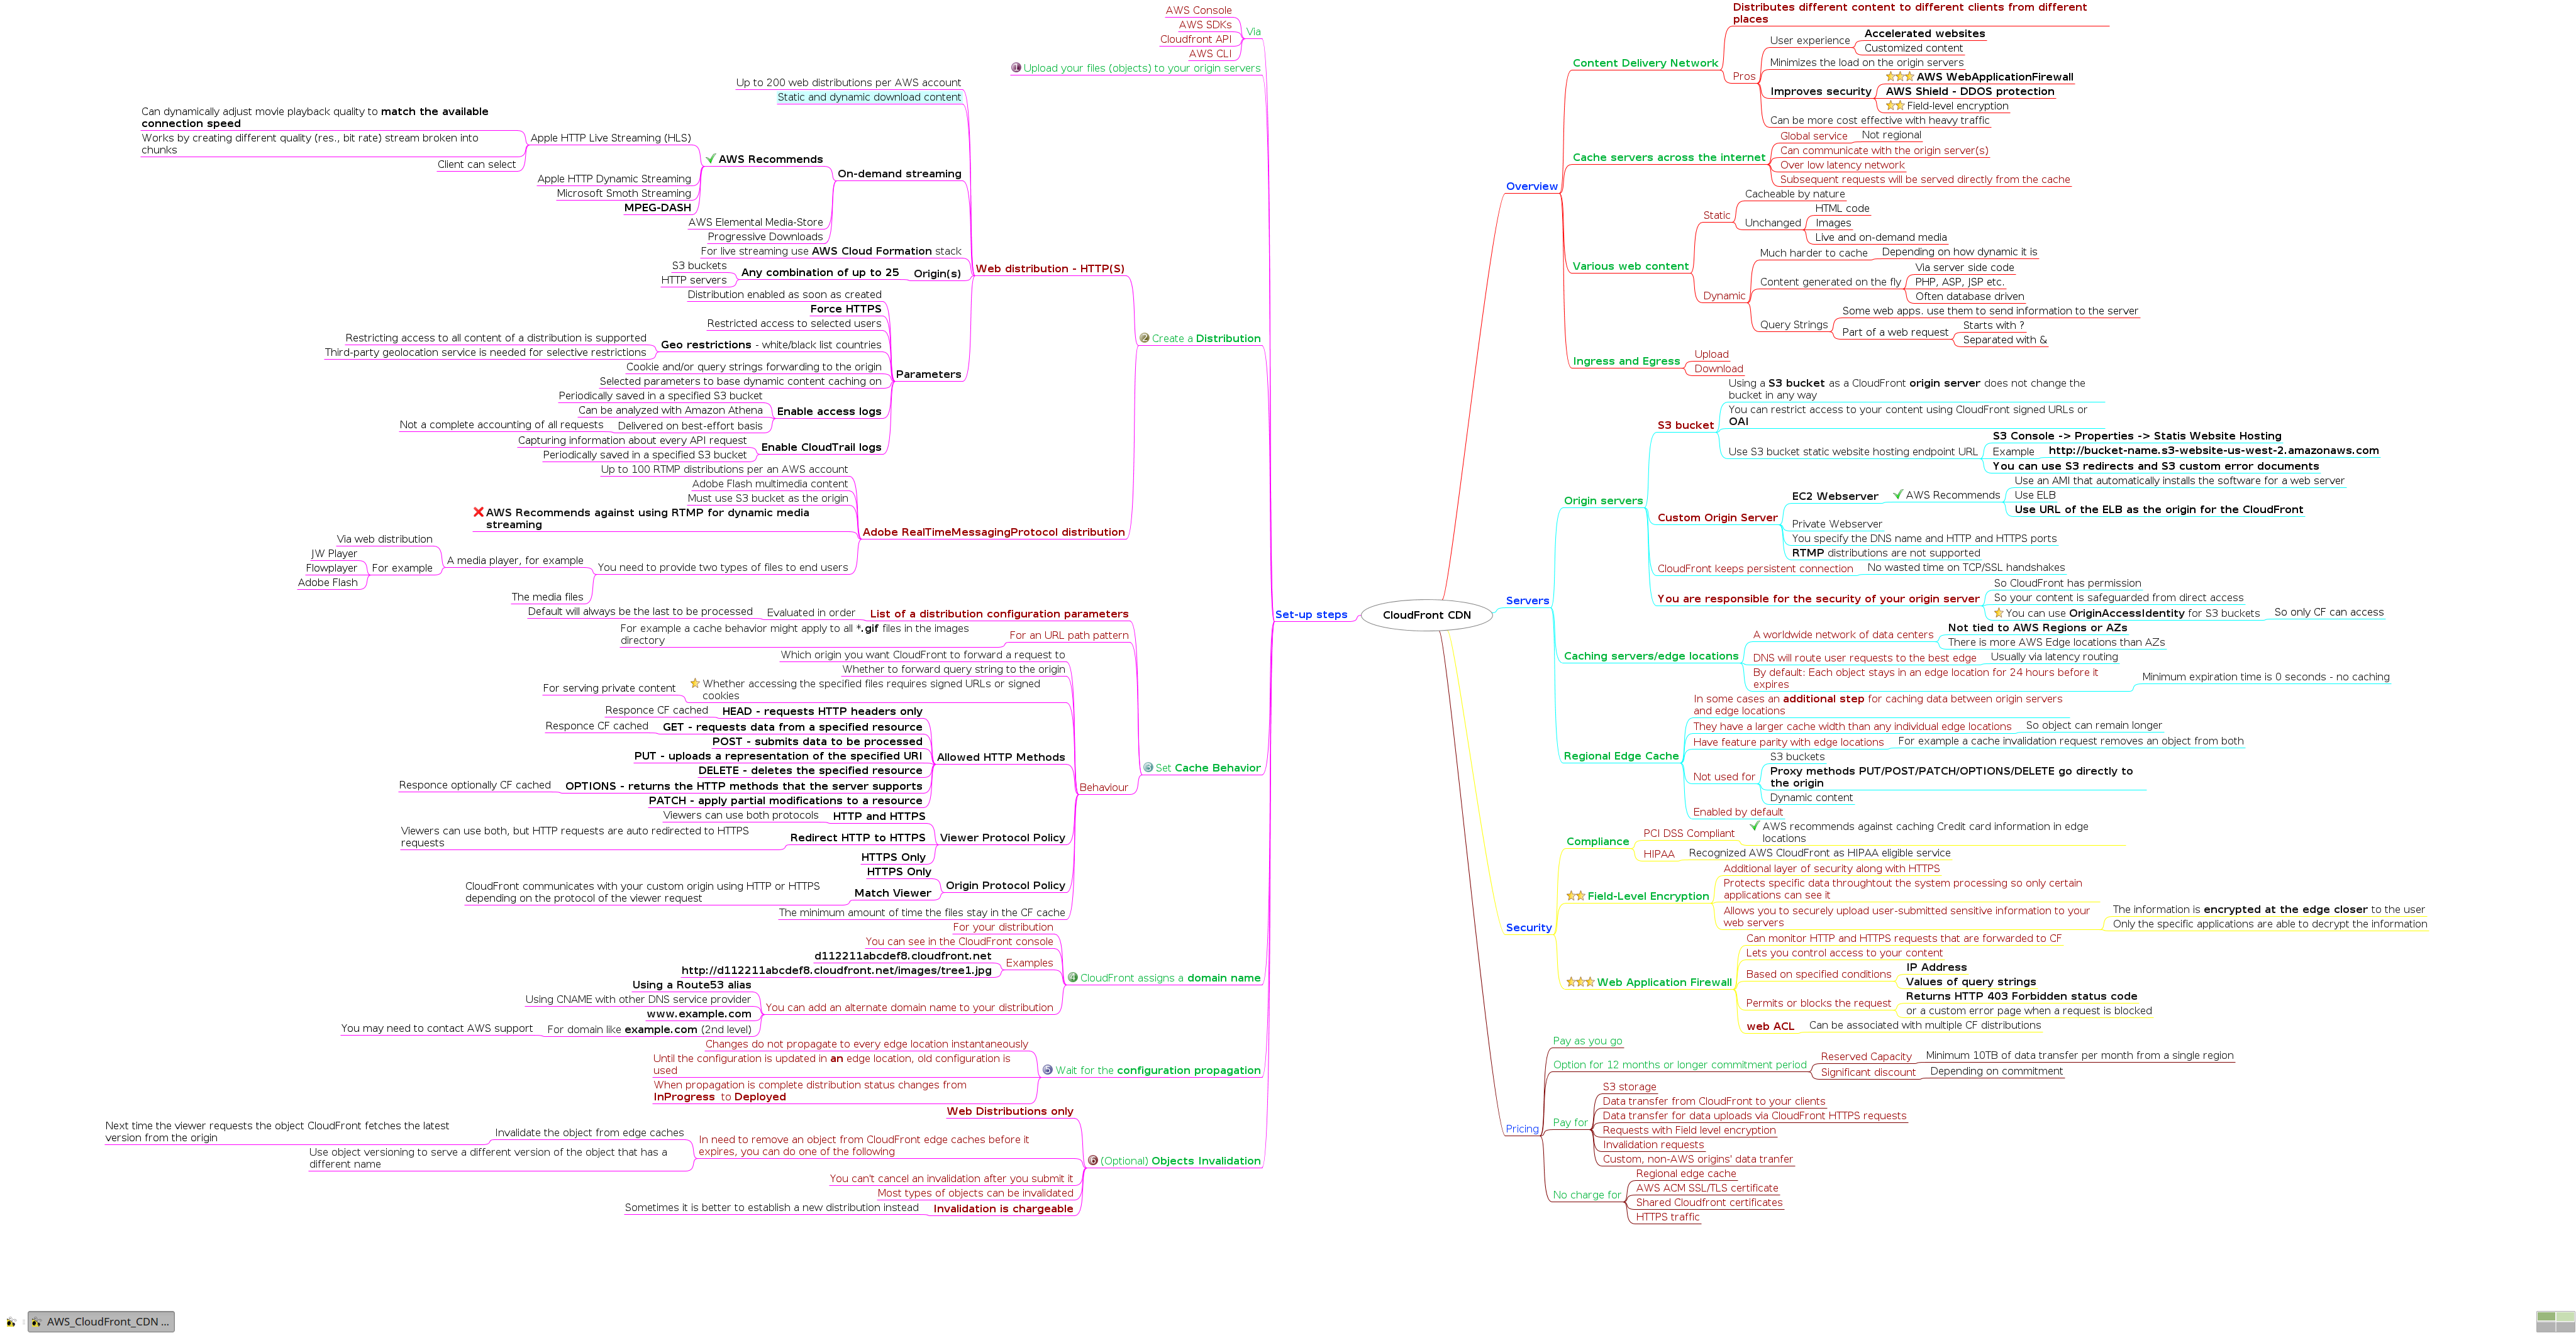 AWS Console
AWS SDKs
Cloudfront API
AWS CLI
Via
Upload your files (objects) to your origin servers
Up to 200 web distributions per AWS account
Static and dynamic download content
Can dynamically adjust movie playback quality to match the available
connection speed
Works by creating different quality (res., bit rate) stream broken into
chunks
Client can select
Apple HTTP Live Streaming (HLS)
Apple HTTP Dynamic Streaming
Microsoft Smoth Streaming
MPEG-DASH
AWS Recommends
AWS Elemental Media-Store
Progressive Downloads
On-demand streaming
For live streaming use AWS Cloud Formation stack
S3 buckets
HTTP servers
Any combination of up to 25
Origin(s)
Web distribution - HTTP(S)
Distribution enabled as soon as created
Force HTTPS
Restricted access to selected users
Restricting access to all content of a distribution is supported
Third-party geolocation service is needed for selective restrictions
Geo restrictions - white/black list countries
Cookie and/or query strings forwarding to the origin
Selected parameters to base dynamic content caching on
Parameters
Periodically saved in a specified S3 bucket
Can be analyzed with Amazon Athena
Not a complete accounting of all requests
Delivered on best-effort basis
Enable access logs
Capturing information about every API request
Periodically saved in a specified S3 bucket
Enable CloudTrail logs
2 Create a Distribution
Up to 100 RTMP distributions per an AWS account
Adobe Flash multimedia content
Must use S3 bucket as the origin
AWS Recommends against using RTMP for dynamic media
streaming
Adobe RealTimeMessagingProtocol distribution
Via web distribution
JW Player
Flowplayer
Adobe Flash
For example
A media player, for example
The media files
You need to provide two types of files to end users
Default will always be the last to be processed
Evaluated in order
List of a distribution configuration parameters
For example a cache behavior might apply to all *.gif files in the images
directory
For an URL path pattern
Which origin you want CloudFront to forward a request to
Whether to forward query string to the origin
For serving private content
Whether accessing the specified files requires signed URLs or signed
cookies
Responce CF cached
HEAD - requests HTTP headers only
Responce CF cached
GET - requests data from a specified resource
POST - submits data to be processed
PUT - uploads a representation of the specified URI
DELETE - deletes the specified resource
Responce optionally CF cached
OPTIONS - returns the HTTP methods that the server supports
PATCH - apply partial modifications to a resource
Allowed HTTP Methods
Set Cache Behavior
Behaviour
Viewers can use both protocols
HTTP and HTTPS
Viewers can use both, but HTTP requests are auto redirected to HTTPS
requests
Redirect HTTP to HTTPS
HTTPS Only
Viewer Protocol Policy
HTTPS Only
CloudFront communicates with your custom origin using HTTP or HTTPS
depending on the protocol of the viewer request
Match Viewer
Origin Protocol Policy
The minimum amount of time the files stay in the CF cache
For your distribution
You can see in the CloudFront console
d112211abcdef8.cloudfront.net
http://d112211abcdef8.cloudfront.net/images/tree1.jpg
Examples
4 CloudFront assigns a domain name
Using a Route53 alias
Using CNAME with other DNS service provider
www.example.com
You may need to contact AWS support
For domain like example.com (2nd level)
You can add an alternate domain name to your distribution
Changes do not propagate to every edge location instantaneously
Until the configuration is updated in an edge location, old configuration is
used
When propagation is complete distribution status changes from
InProgress to Deployed
5 Wait for the configuration propagation
Web Distributions only
Next time the viewer requests the object CloudFront fetches the latest
version from the origin
Invalidate the object from edge caches
Use object versioning to serve a different version of the object that has a
different name
In need to remove an object from CloudFront edge caches before it
expires, you can do one of the following
6 (Optional) Objects Invalidation
You can't cancel an invalidation after you submit it
Most types of objects can be invalidated
Sometimes it is better to establish a new distribution instead
Invalidation is chargeable
Set-up steps
CloudFront CDN
Overview
Content Delivery Network
Distributes different content to different clients from different
places
Pros
User experience
Accelerated websites
Customized content
Minimizes the load on the origin servers
Improves security
AWS WebApplicationFirewall
AWS Shield - DDOS protection
Field-level encryption
Can be more cost effective with heavy traffic
Cache servers across the internet
Global service
Not regional
Can communicate with the origin server(s)
Over low latency network
Subsequent requests will be served directly from the cache
Various web content
Static
Cacheable by nature
Unchanged
HTML code
Images
Live and on-demand media
Dynamic
Much harder to cache
Depending on how dynamic it is
Content generated on the fly
Via server side code
PHP, ASP, JSP etc.
Often database driven
Query Strings
Some web apps. use them to send information to the server
Part of a web request
Starts with ?
Separated with &
Ingress and Egress
Upload
Download
Servers
Origin servers
S3 bucket
Using a S3 bucket as a CloudFront origin server does not change the
bucket in any way
You can restrict access to your content using CloudFront signed URLs or
OAI
Use S3 bucket static website hosting endpoint URL
S3 Console -> Properties -> Statis Website Hosting
Example
http://bucket-name.s3-website-us-west-2.amazonaws.com
You can use S3 redirects and S3 custom error documents
Custom Origin Server
EC2 Webserver
AWS Recommends
Use an AMI that automatically installs the software for a web server
Use ELB
Use URL of the ELB as the origin for the CloudFront
Private Webserver
You specify the DNS name and HTTP and HTTPS ports
RTMP distributions are not supported
CloudFront keeps persistent connection
No wasted time on TCP/SSL handshakes
You are responsible for the security of your origin server
So CloudFront has permission
So your content is safeguarded from direct access
You can use OriginAccessIdentity for S3 buckets
So only CF can access
Caching servers/edge locations
A worldwide network of data centers
Not tied to AWS Regions or AZs
There is more AWS Edge locations than AZs
DNS will route user requests to the best edge
Usually via latency routing
By default: Each object stays in an edge location for 24 hours before it
expires
Minimum expiration time is 0 seconds - no caching
Regional Edge Cache
In some cases an additional step for caching data between origin servers
and edge locations
They have a larger cache width than any individual edge locations
So object can remain longer
Have feature parity with edge locations
For example a cache invalidation request removes an object from both
Not used for
S3 buckets
Proxy methods PUT/POST/PATCH/OPTIONS/DELETE go directly to
the origin
Dynamic content
Enabled by default
Security
Compliance
PCI DSS Compliant
AWS recommends against caching Credit card information in edge
locations
HIPAA
Recognized AWS CloudFront as HIPAA eligible service
Field-Level Encryption
Additional layer of security along with HTTPS
Protects specific data throughtout the system processing so only certain
applications can see it
Allows you to securely upload user-submitted sensitive information to your
web servers
The information is encrypted at the edge closer to the user
Only the specific applications are able to decrypt the information
Web Application Firewall
Can monitor HTTP and HTTPS requests that are forwarded to CF
Lets you control access to your content
Based on specified conditions
IP Address
Values of query strings
Permits or blocks the request
Returns HTTP 403 Forbidden status code
or a custom error page when a request is blocked
web ACL
Can be associated with multiple CF distributions
Pricing
Pay as you go
Option for 12 months or longer commitment period
Reserved Capacity
Minimum 10TB of data transfer per month from a single region
Significant discount
Depending on commitment
Pay for
S3 storage
Data transfer from CloudFront to your clients
Data transfer for data uploads via CloudFront HTTPS requests
Requests with Field level encryption
Invalidation requests
Custom, non-AWS origins' data tranfer
No charge for
Regional edge cache
AWS ACM SSL/TLS certificate
Shared Cloudfront certificates
HTTPS traffic
AWS_CloudFront_CDN ...